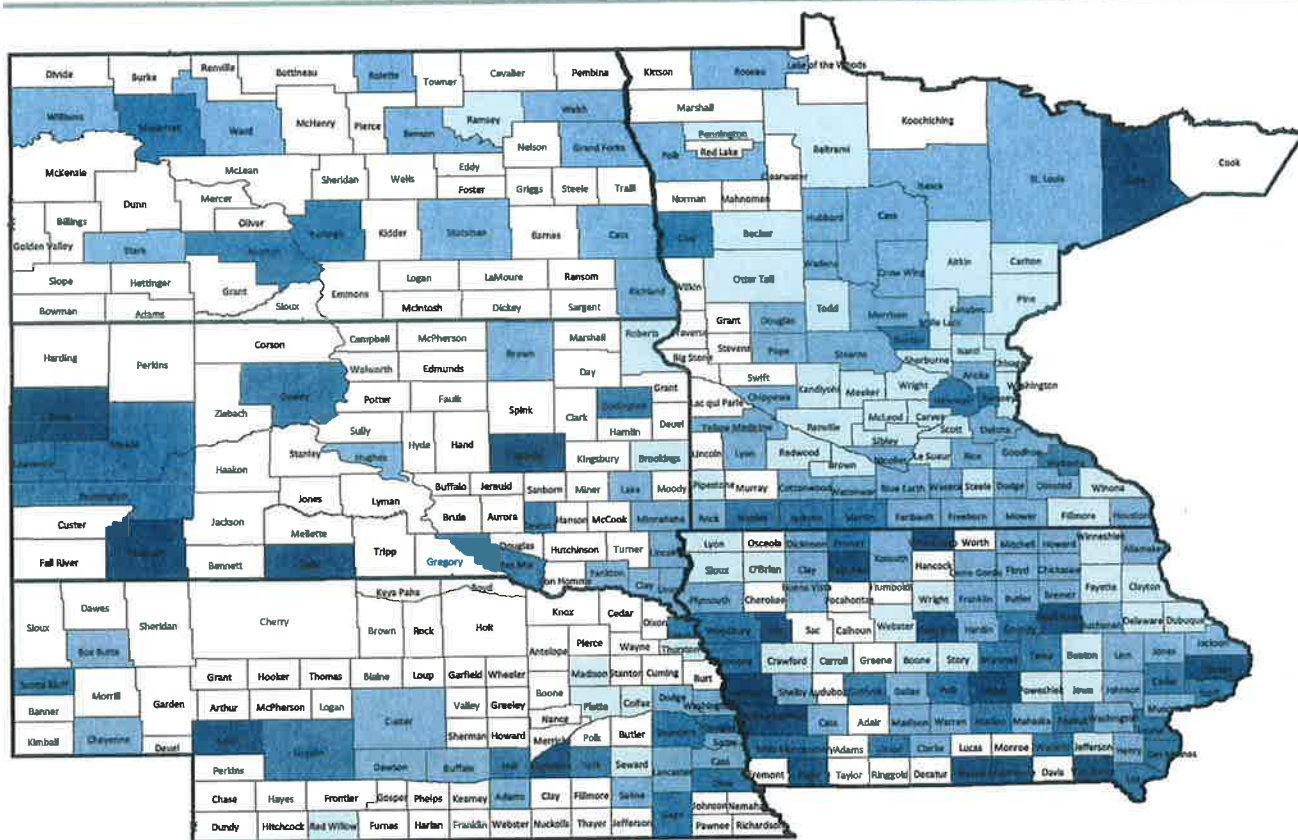 Divide
Burke
Renville
Bottineau
Rolette
Towner
Cavalier
Pembina
Williams
Ward
McHenry
Pierce
Benson
Ramsey
Walsh
Nelson
Grand Forks
McKenzie
McLean
Sheridan
Wells
Eddy
Foster
Griggs
Steele
Traill
Dunn
Mercer
Oliver
Billings
Golden Valley
Stark
Kidder
Stutsman
Barnes
Cass
Slope
Hettinger
Grant
Sioux
Emmons
Logan
LaMoure
Ransom
Richland
Bowman
Adams
McIntosh
Dickey
Sargent
Kittson
Roseau
Lake of the Woods
Marshall
Koochiching
Pennington
Polk
Red Lake
Beltrami
Clearwater
Itasca
St. Louis
Cook
Norman
Mahnomen
Hubbard
Cass
Clay
Becker
Wadena
Crow Wing
Aitkin
Carlton
Wilkin
Otter Tail
Todd
Morrison
Pine
Grant
Douglas
Stevens
Pope
Stearns
Big Stone
Sherburne
Isanti
Anoka
Washington
Swift
Kandiyohi
Meeker
Wright
Lac qui Parle
Chippewa
Renville
McLeod
Carver
Scott
Dakota
Yellow Medicine
Sibley
Lincoln
Lyon
Redwood
Brown
Nicollet
Le Sueur
Rice
Goodhue
Pipestone
Murray
Cottonwood
Watonwan
Blue Earth
Waseca
Steele
Dodge
Olmsted
Winona
Rock
Faribault
Freeborn
Mower
Fillmore
Houston
Harding
Perkins
Corson
Campbell
McPherson
Brown
Marshall
Roberts
Walworth
Edmunds
Day
Grant
Dewey
Ziebach
Potter
Faulk
Spink
Clark
Hamlin
Deuel
Sully
Hyde
Hand
Haakon
Stanley
Hughes
Kingsbury
Brookings
Buffalo
Jerauld
Sanborn
Miner
Lake
Moody
Custer
Jackson
Jones
Lyman
Brule
Aurora
Hanson
McCook
Minnehaha
Mellette
Fall River
Bennett
Tripp
Gregory
Douglas
Hutchinson
Turner
Lincoln
Yankton
Clay
Sioux
Dawes
Sheridan
Cherry
Keya Paha
Boyd
Knox
Cedar
Dixon
Box Butte
Brown
Rock
Holt
Antelope
Pierce
Wayne
Thurston
Scotts Bluff
Morrill
Garden
Grant
Hooker
Thomas
Blaine
Loup
Garfield
Wheeler
Madison
Stanton
Cuming
Burt
Banner
Arthur
McPherson
Logan
Custer
Valley
Greeley
Boone
Nance
Platte
Colfax
Dodge
Washington
Kimball
Cheyenne
Deuel
Sherman
Howard
Merrick
Polk
Butler
Perkins
Dawson
Buffalo
Hall
York
Seward
Lancaster
Cass
Chase
Hayes
Frontier
Gosper
Phelps
Kearney
Adams
Clay
Fillmore
Saline
Gage
Johnson
Nemaha
Dundy
Hitchcock
Red Willow
Furnas
Harlan
Franklin
Webster
Nuckolls
Thayer
Jefferson
Pawnee
Richardson
Lyon
Osceola
Dickinson
Worth
Mitchell
Howard
Winneshiek
Allamakee
Sioux
O'Brien
Clay
Kossuth
Hancock
Cerro Gordo
Floyd
Chickasaw
Plymouth
Cherokee
Buena Vista
Pocahontas
Humboldt
Wright
Franklin
Butler
Bremer
Fayette
Clayton
Sac
Calhoun
Webster
Hardin
Delaware
Dubuque
Crawford
Carroll
Greene
Boone
Story
Benton
Linn
Jones
Jackson
Shelby
Audubon
Guthrie
Dallas
Polk
Poweshiek
Iowa
Johnson
Cass
Adair
Madison
Warren
Mahaska
Washington
Adams
Clarke
Lucas
Monroe
Jefferson
Henry
Des Moines
Fremont
Taylor
Ringgold
Decatur
Davis